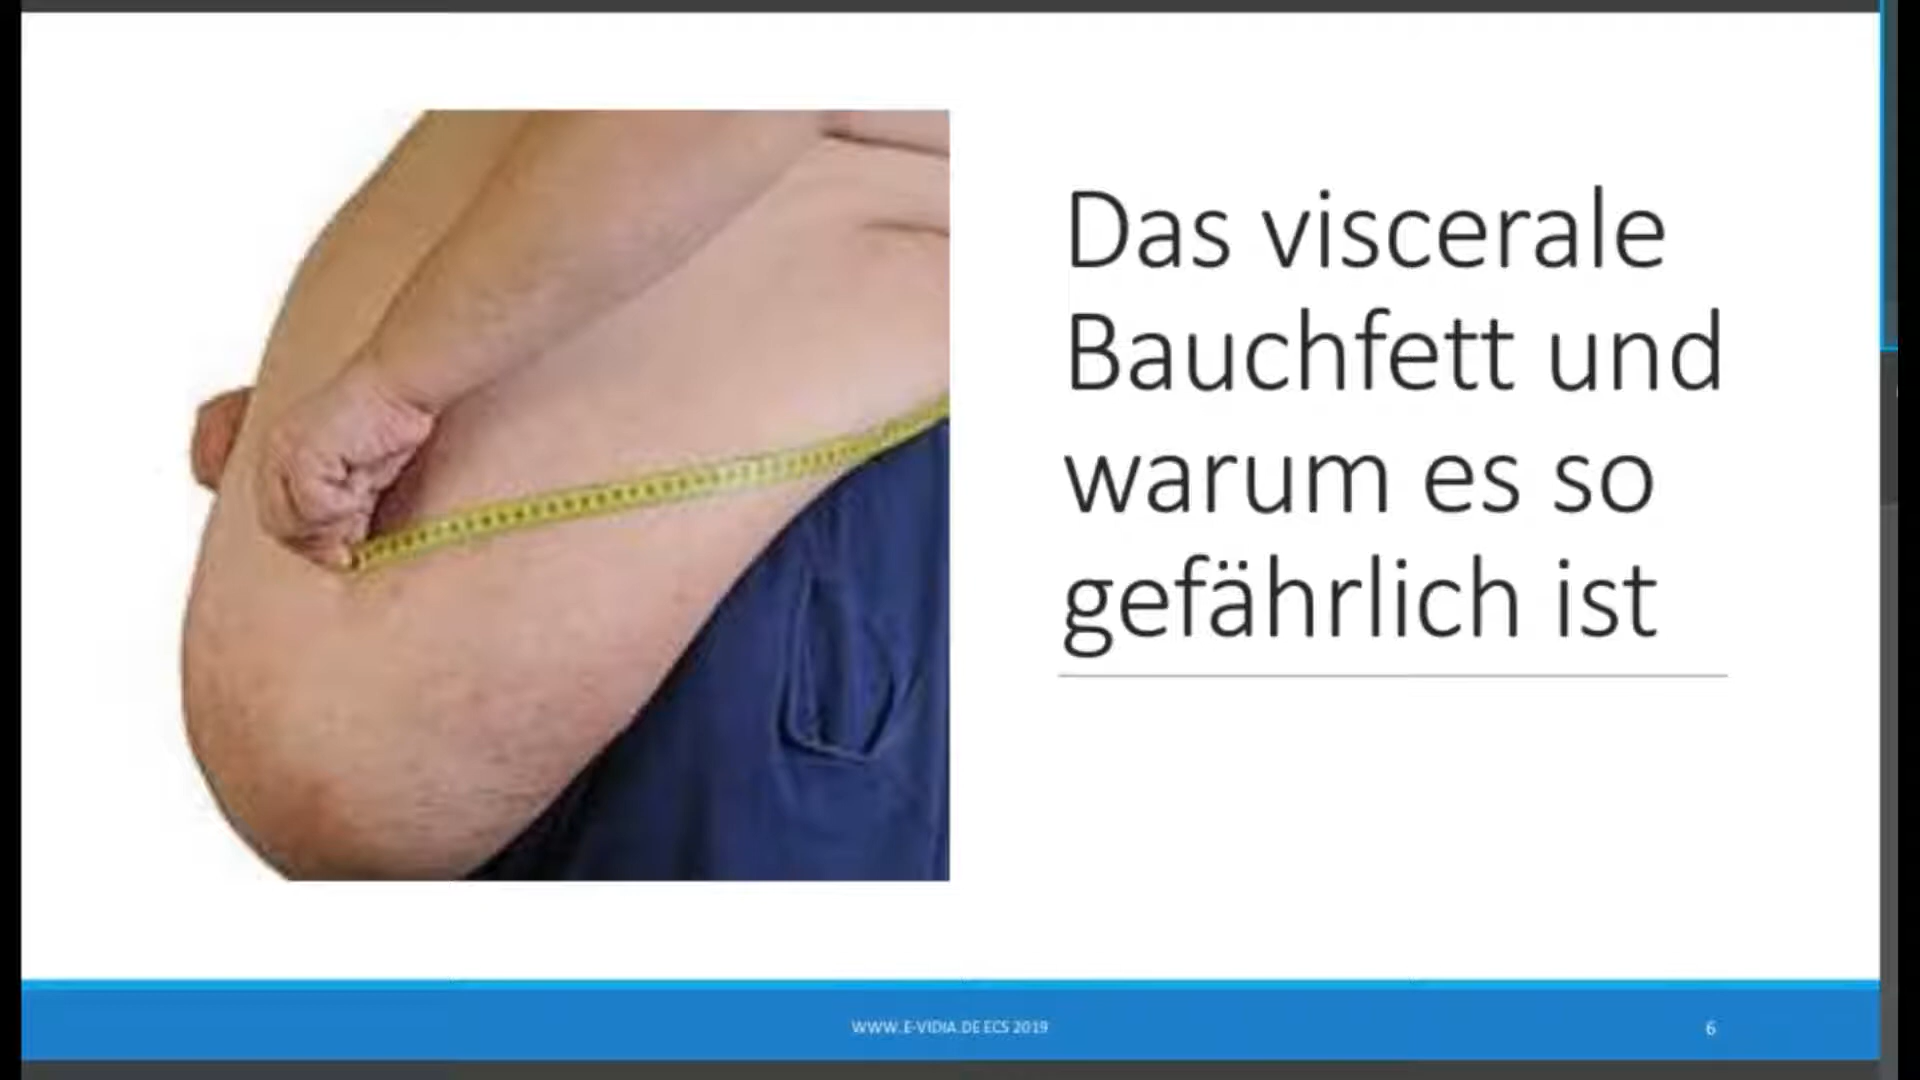 Das viscerale
Bauchfett und
warum es so
gefährlich ist
WWW.E-VIDIA.DE ECS 2019
6